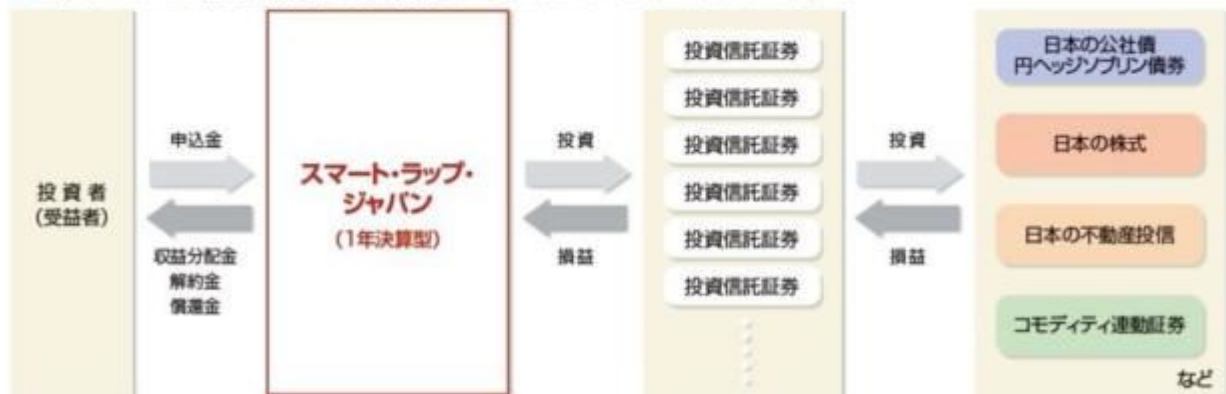 投資者
(受益者)
申込金
収益分配金
解約金
償還金
スマート・ラップ・
ジャパン
(1年決算型)
投資
損益
投資信託証券
投資信託証券
投資信託証券
投資信託証券
投資信託証券
投資信託証券
投資
損益
日本の公社債
円ヘッジソブリン債券
日本の株式
日本の不動産投信
コモディティ連動証券
など